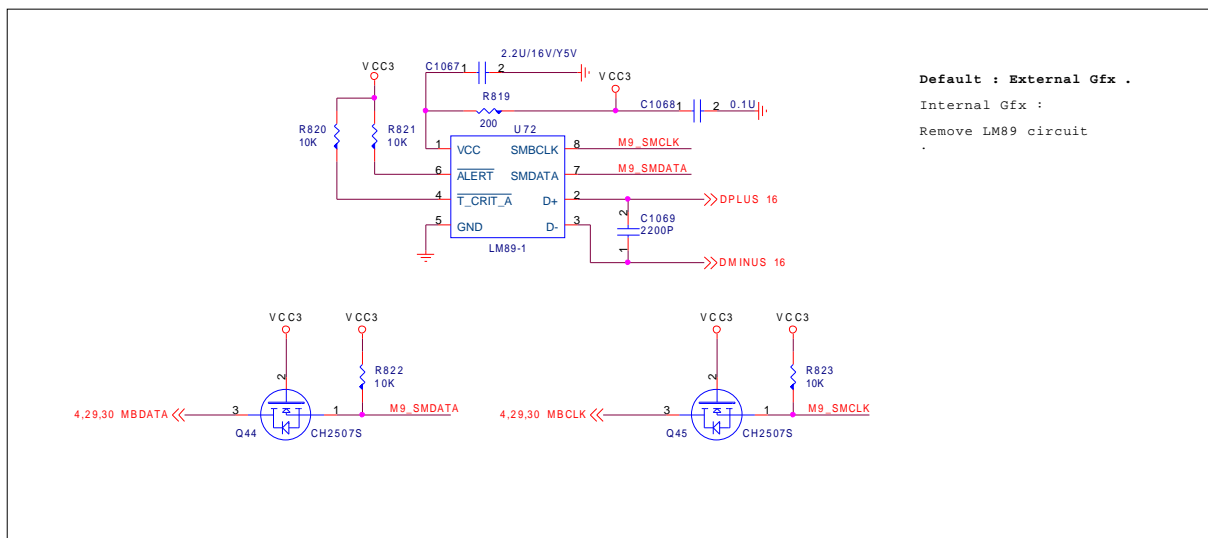 2.2U/16V/Y5V
C1067 1 2
VCC3
VCC3
R819
200
C1068 1 2 0.1U
R820
10K
R821
10K
U72
1 VCC SMBCLK 8 M9_SMCLK
6 ALERT SMDATA 7 M9_SMDATA
4 T_CRIT_A D+ 2 DPLUS 16
5 GND D- 3
2
C1069
2200P
1
LM89-1
DMINUS 16
Default : External Gfx .
Internal Gfx :
Remove LM89 circuit
.
VCC3
VCC3
R822
10K
2
4,29,30 MBDATA 3 1 M9_SMDATA
Q44 CH2507S
VCC3
VCC3
R823
10K
2
4,29,30 MBCLK 3 1 M9_SMCLK
Q45 CH2507S